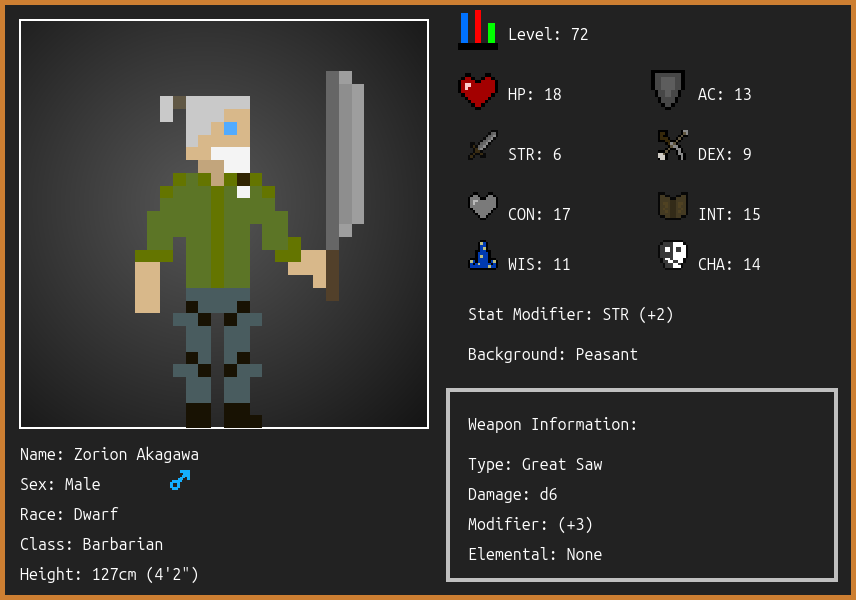 Level: 72
HP: 18
AC: 13
STR: 6
DEX: 9
CON: 17
INT: 15
WIS: 11
CHA: 14
Stat Modifier: STR (+2)
Background: Peasant
Weapon Information:
Type: Great Saw
Damage: d6
Modifier: (+3)
Elemental: None
Name: Zorion Akagawa
Sex: Male
Race: Dwarf
Class: Barbarian
Height: 127cm (4'2")